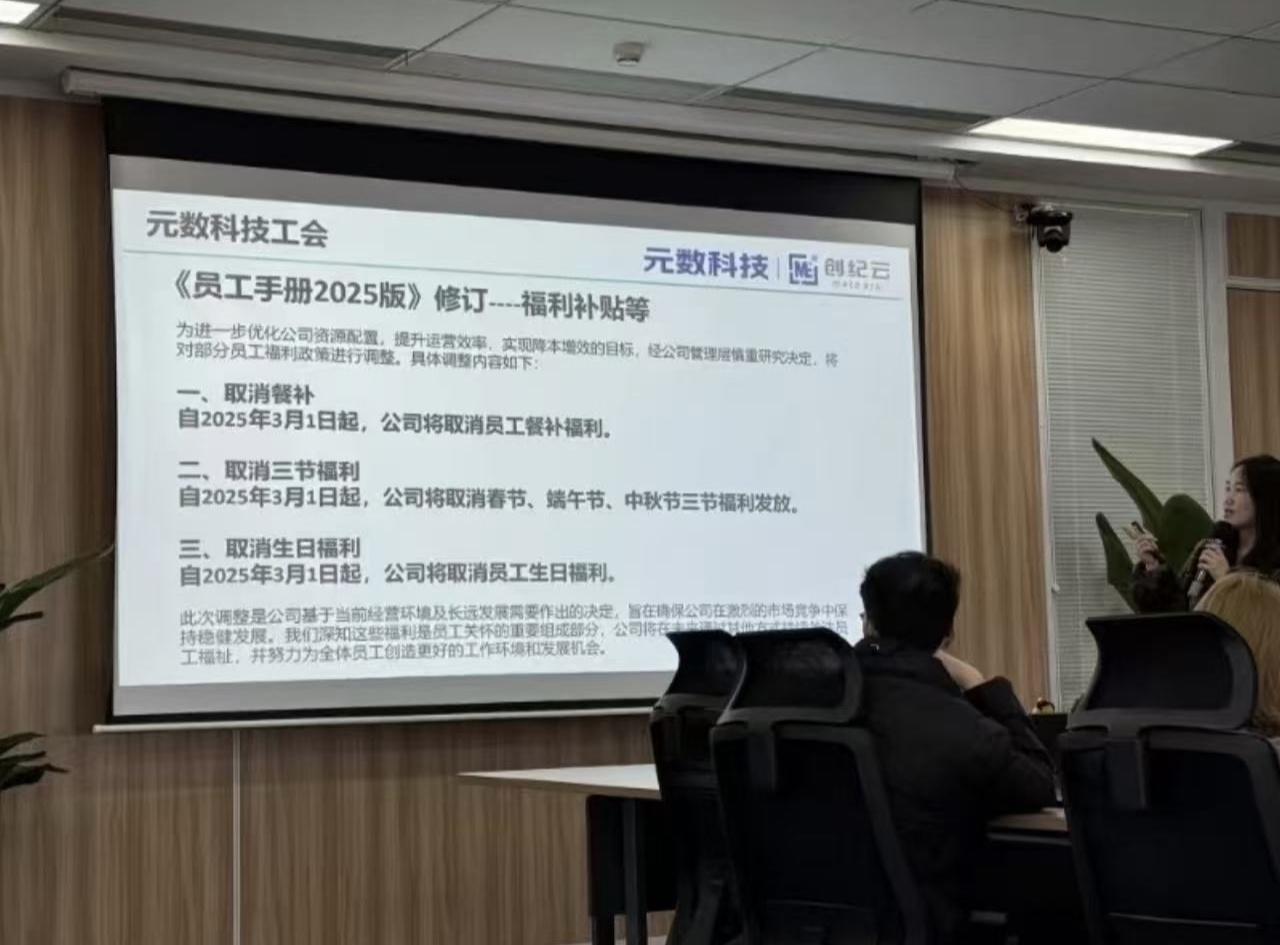 元数科技工会
元数科技 创纪云
《员工手册2025版》修订----福利补贴等
为进一步优化公司资源配置，提升运营效率，实现降本增效的目标，经公司管理层慎重研究决定，将
对部分员工福利政策进行调整。具体调整内容如下：
一、取消餐补
自2025年3月1日起，公司将取消员工餐补福利。
二、取消三节福利
自2025年3月1日起，公司将取消春节、端午节、中秋节三节福利发放。
三、取消生日福利
自2025年3月1日起，公司将取消员工生日福利。
此次调整是公司基于当前经营环境及长远发展需要作出的决定，旨在确保公司在激烈的市场竞争中保
持稳健发展。我们深知这些福利是员工关怀的重要组成部分，公司将在未来通过其他方式持续
工福祉，并努力为全体员工创造更好的工作环境和发展机会。